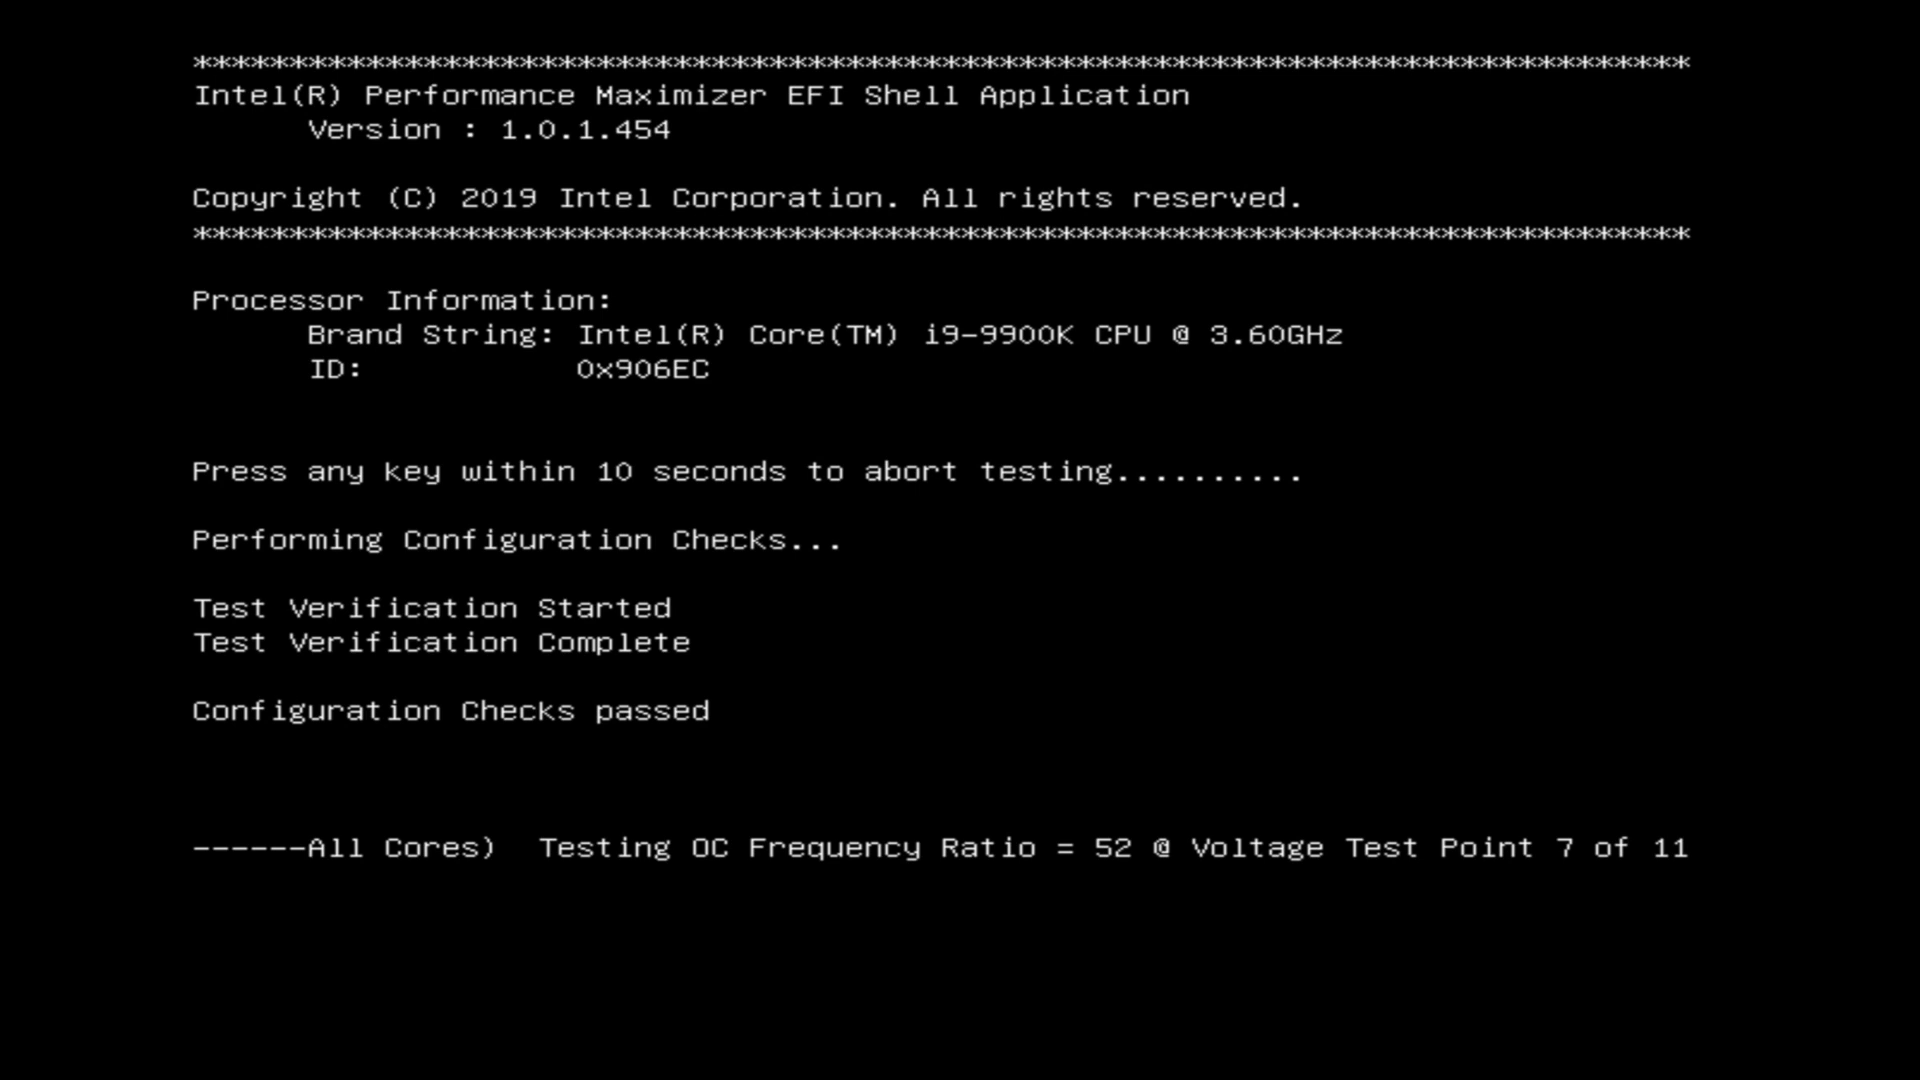 ******************************************************************************
Intel(R) Performance Maximizer EFI Shell Application
Version : 1.0.1.454
Copyright (C) 2019 Intel Corporation. All rights reserved.
******************************************************************************
Processor Information:
Brand String: Intel(R) Core(TM) i9-9900K CPU @ 3.60GHz
ID: 0x906EC
Press any key within 10 seconds to abort testing..........
Performing Configuration Checks...
Test Verification Started
Test Verification Complete
Configuration Checks passed
------All Cores)  Testing OC Frequency Ratio = 52 @ Voltage Test Point 7 of 11